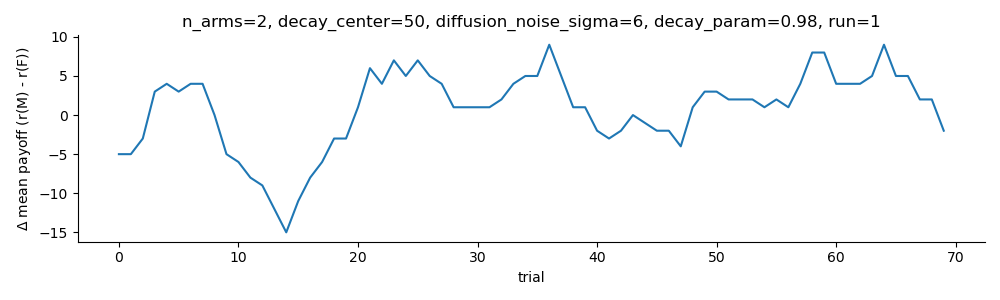 n_arms=2, decay_center=50, diffusion_noise_sigma=6, decay_param=0.98, run=1
Δ mean payoff (r(M) - r(F))
10
5
0
−5
−10
−15
0 10 20 30 40 50 60 70
trial